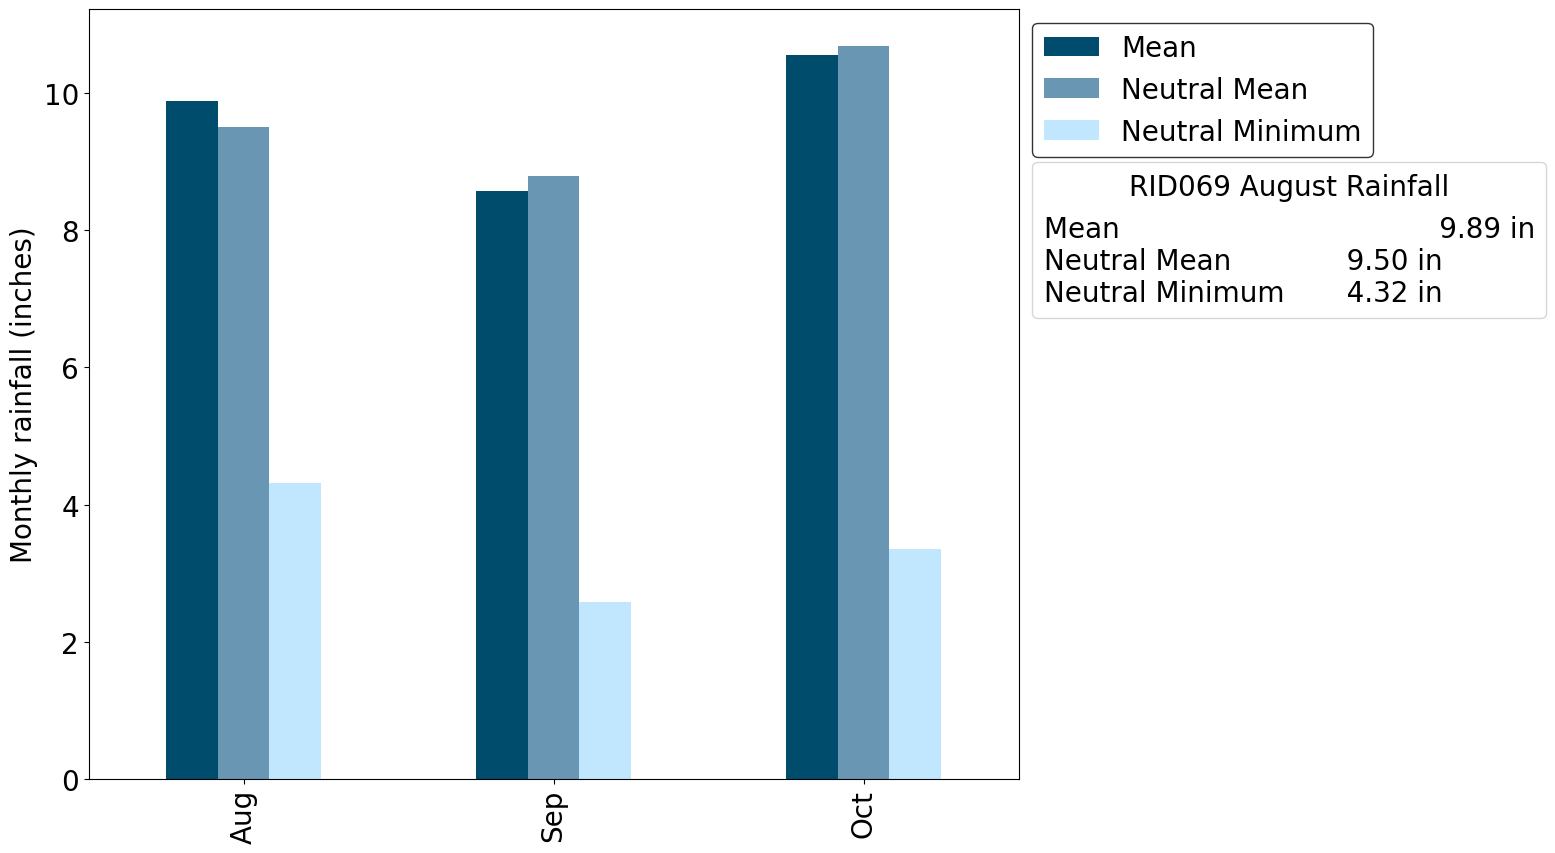 Monthly rainfall (inches)
10
8
6
4
2
0
Aug
Sep
Oct
Mean
Neutral Mean
Neutral Minimum
RID069 August Rainfall
Mean 9.89 in
Neutral Mean 9.50 in
Neutral Minimum 4.32 in